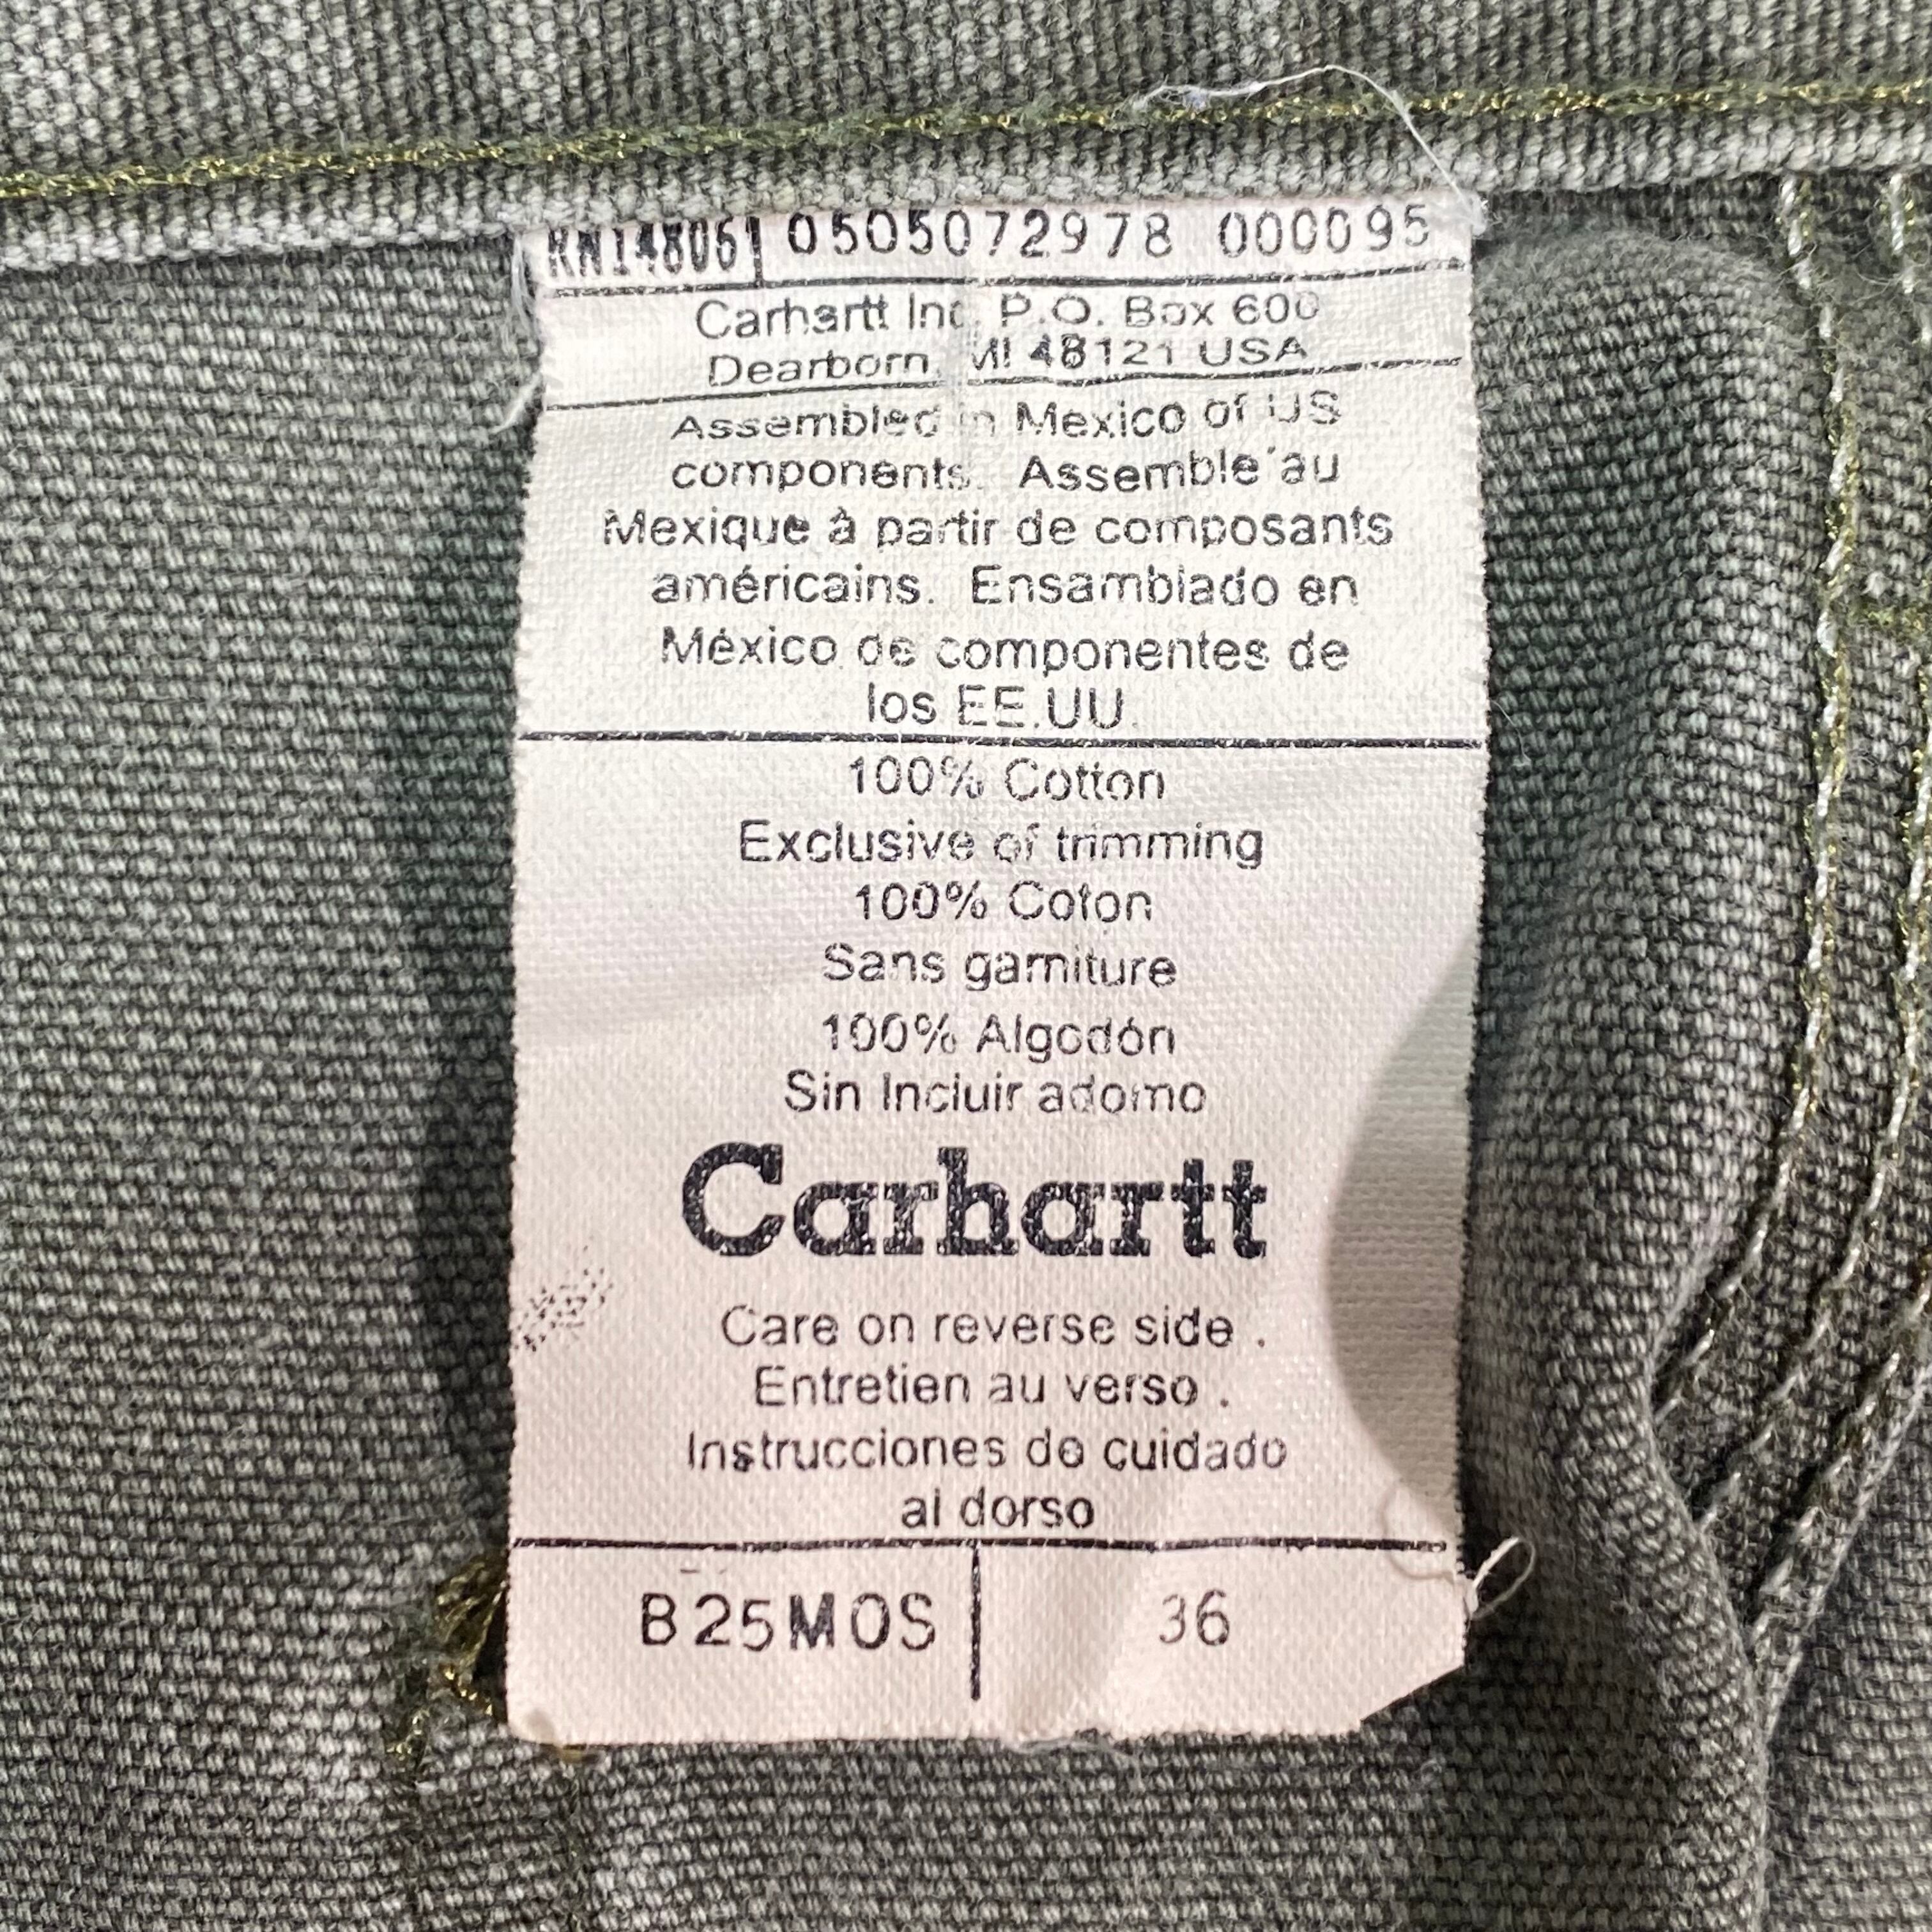 RN14806 0505072978 000095
Carhartt Inc. P.O. Box 600
Dearborn, MI 48121 USA
Assembled in Mexico of US
components. Assemble'au
Mexique à partir de composants
américains. Ensamblado en
México de componentes de
los EE.UU.
100% Cotton
Exclusive of trimming
100% Coton
Sans garniture
100% Algodón
Sin Incluir adorno
Carhartt
Care on reverse side .
Entretien au verso .
Instrucciones de cuidado
al dorso
B25MOS 36